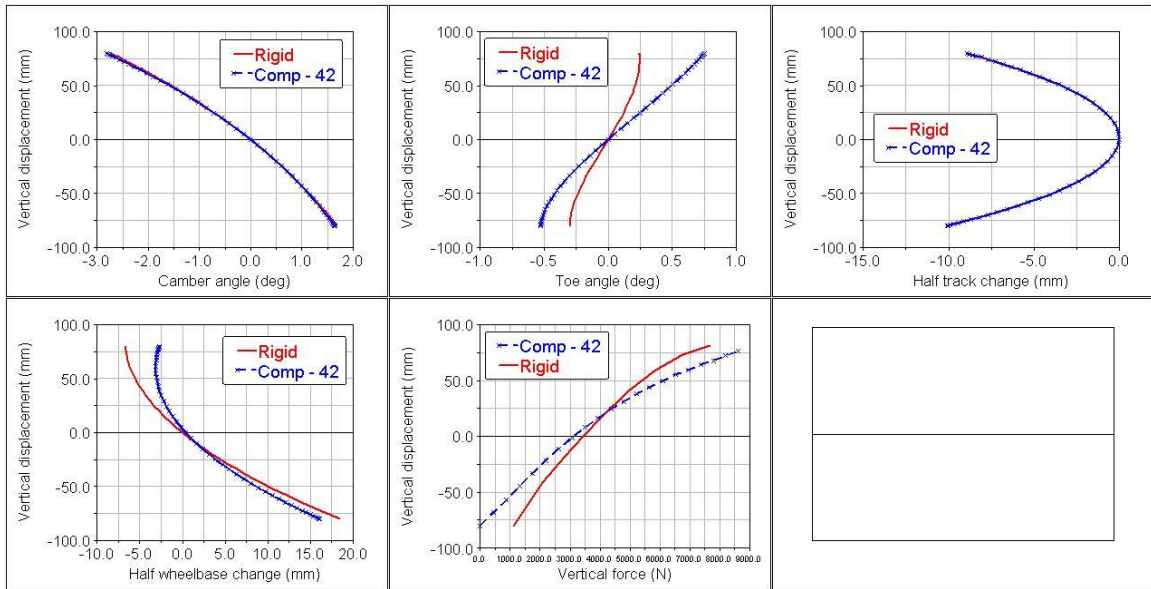 100.0
50.0
0.0
-50.0
-100.0
Vertical displacement (mm)
Rigid
Comp - 42
-3.0 -2.0 -1.0 0.0 1.0 2.0
Camber angle (deg)
100.0
50.0
0.0
-50.0
-100.0
Vertical displacement (mm)
Rigid
Comp - 42
-1.0 -0.5 0.0 0.5 1.0
Toe angle (deg)
100.0
50.0
0.0
-50.0
-100.0
Vertical displacement (mm)
Rigid
Comp - 42
-15.0 -10.0 -5.0 0.0
Half track change (mm)
100.0
50.0
0.0
-50.0
-100.0
Vertical displacement (mm)
Rigid
Comp - 42
-10.0 0.0 10.0 20.0
Half wheelbase change (mm)
100.0
50.0
0.0
-50.0
-100.0
Vertical displacement (mm)
Comp - 42
Rigid
0.0 1000.0 2000.0 3000.0 4000.0 5000.0 6000.0 7000.0 8000.0 9000.0
Vertical force (N)